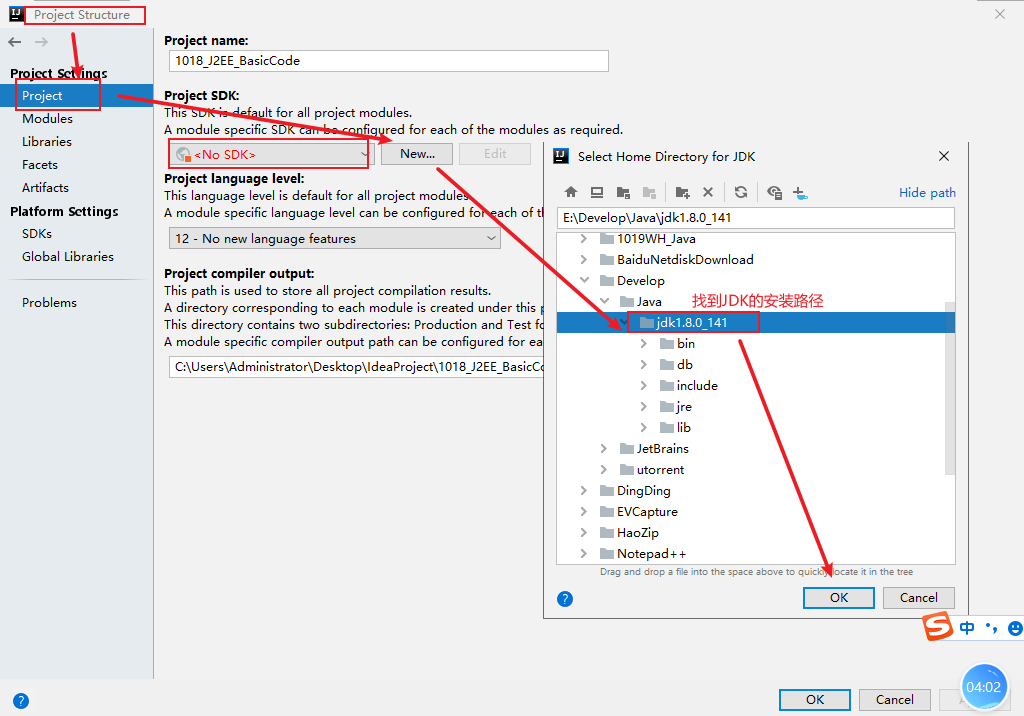 Project Structure
Project Settings
Project
Modules
Libraries
Facets
Artifacts
Platform Settings
SDKs
Global Libraries
Problems
Project name:
1018_J2EE_BasicCode
Project SDK:
This SDK is default for all project modules.
A module specific SDK can be configured for each of the modules as required.
<No SDK>
New...
Edit
Project language level:
This language level is default for all project modules
A module specific language level can be configured for each of th
12 - No new language features
Project compiler output:
This path is used to store all project compilation results.
A directory corresponding to each module is created under this p
This directory contains two subdirectories: Production and Test fo
A module specific compiler output path can be configured for ea
C:\Users\Administrator\Desktop\IdeaProject\1018_J2EE_BasicCo
Select Home Directory for JDK
Hide path
E:\Develop\Java\jdk1.8.0_141
1019WH_Java
BaiduNetdiskDownload
Develop
Java
找到JDK的安装路径
jdk1.8.0_141
bin
db
include
jre
lib
JetBrains
utorrent
DingDing
EVCapture
HaoZip
Notepad++
Drag and drop a file into the space above to quickly locate it in the tree
OK
Cancel
中
04:02
OK
Cancel